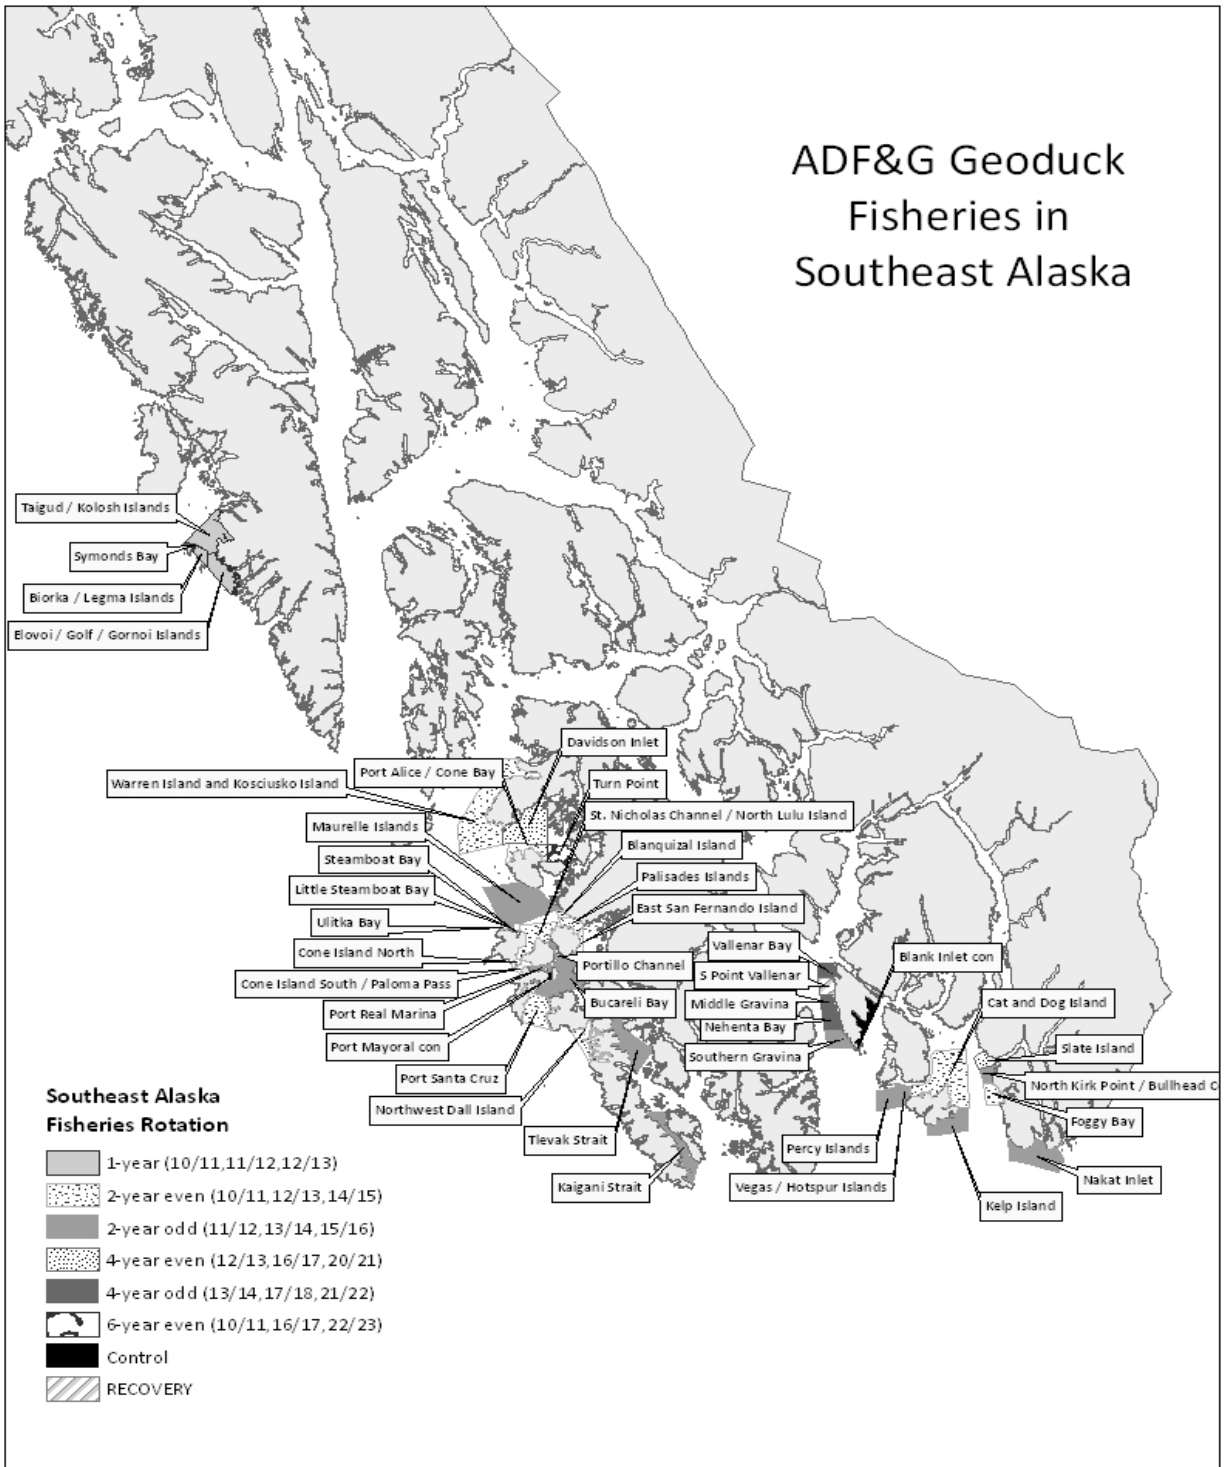 ADF&G Geoduck
Fisheries in
Southeast Alaska
Taigud / Kolosh Islands
Symonds Bay
Biorka / Legma Islands
Elovoi / Golf / Gornoi Islands
Davidson Inlet
Port Alice / Cone Bay
Warren Island and Kosciusko Island
Turn Point
St. Nicholas Channel / North Lulu Island
Maurelle Islands
Blanquizal Island
Steamboat Bay
Palisades Islands
Little Steamboat Bay
East San Fernando Island
Ulitka Bay
Vallenar Bay
Cone Island North
Blank Inlet con
Portillo Channel
S Point Vallenar
Cone Island South / Paloma Pass
Bucareli Bay
Middle Gravina
Cat and Dog Island
Port Real Marina
Nehenta Bay
Port Mayoral con
Southern Gravina
Slate Island
Port Santa Cruz
North Kirk Point / Bullhead C
Northwest Dall Island
Foggy Bay
Tlevak Strait
Percy Islands
Kaigani Strait
Vegas / Hotspur Islands
Nakat Inlet
Kelp Island
Southeast Alaska
Fisheries Rotation
1-year (10/11,11/12,12/13)
2-year even (10/11,12/13,14/15)
2-year odd (11/12,13/14,15/16)
4-year even (12/13,16/17,20/21)
4-year odd (13/14,17/18,21/22)
6-year even (10/11,16/17,22/23)
Control
RECOVERY